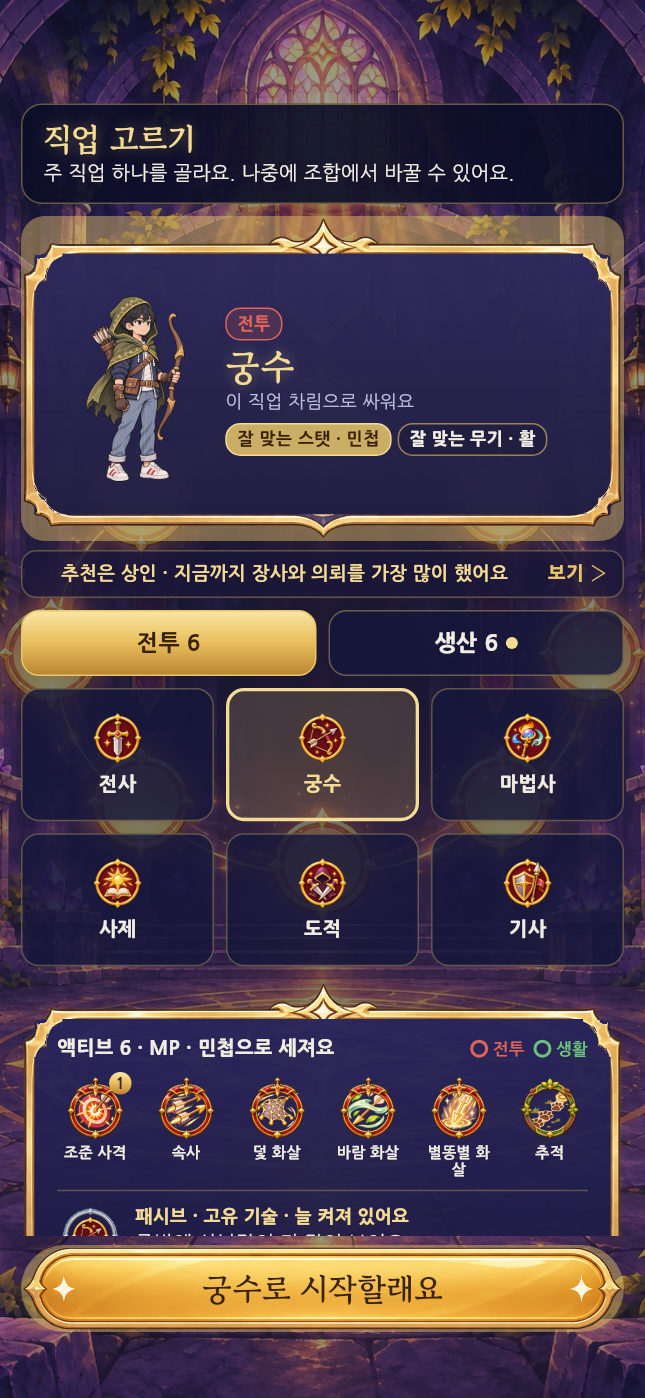 직업 고르기
주 직업 하나를 골라요. 나중에 조합에서 바꿀 수 있어요.
전투
궁수
이 직업 차림으로 싸워요
잘 맞는 스탯 · 민첩 잘 맞는 무기 · 활
추천은 상인 · 지금까지 장사와 의뢰를 가장 많이 했어요 보기 >
전투 6 생산 6
전사 궁수 마법사
사제 도적 기사
액티브 6 · MP · 민첩으로 세져요 전투 생활
1
조준 사격 속사 덫 화살 바람 화살 별똥별 화살 추적
패시브 · 고유 기술 · 늘 켜져 있어요
궁수로 시작할래요